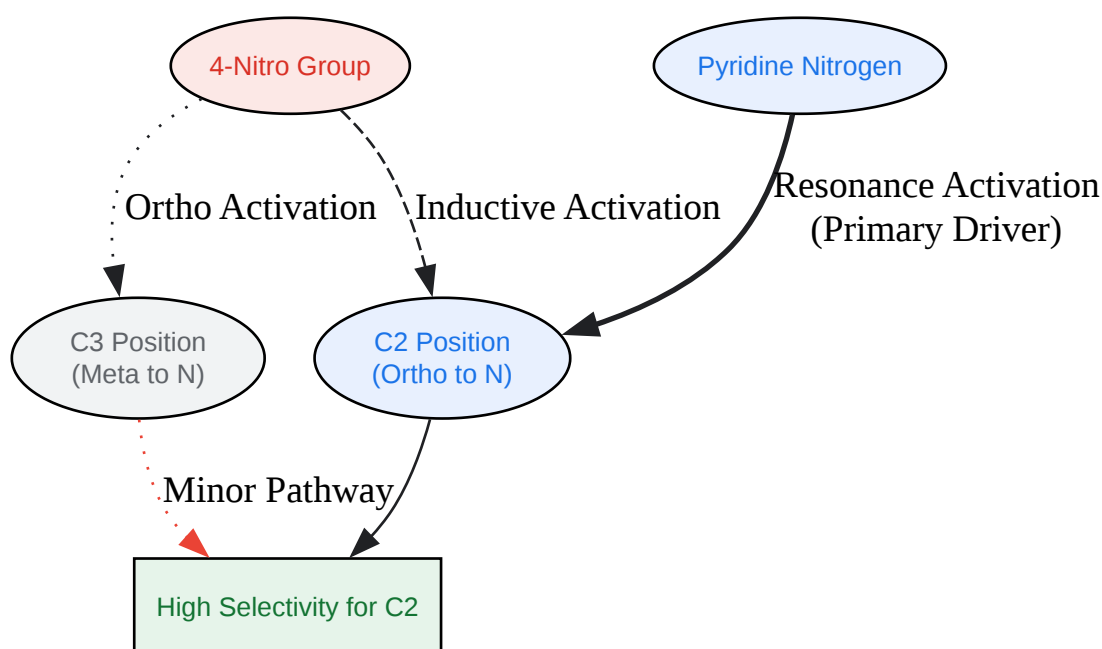 4-Nitro Group
Pyridine Nitrogen
Ortho Activation
Inductive Activation
Resonance Activation
(Primary Driver)
C3 Position
(Meta to N)
C2 Position
(Ortho to N)
Minor Pathway
High Selectivity for C2